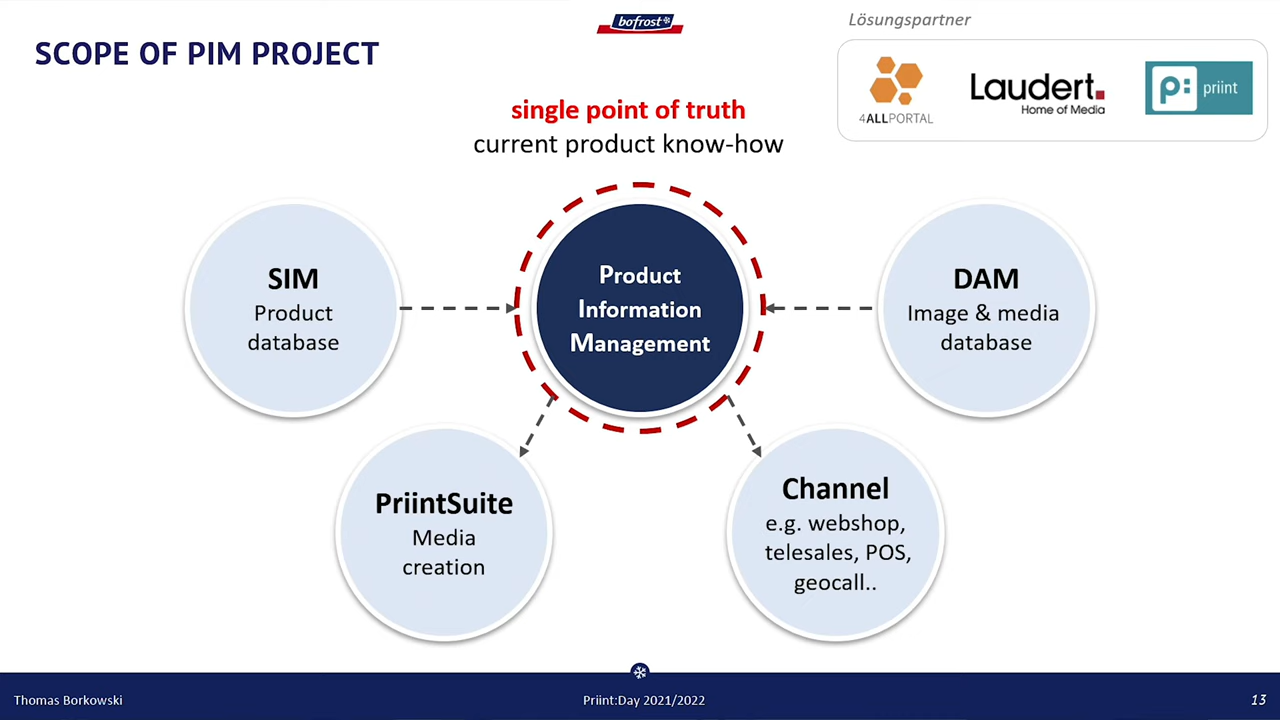 bofrost*
Lösungspartner
SCOPE OF PIM PROJECT
4ALLPORTAL
Laudert.
Home of Media
p: priint
single point of truth
current product know-how
SIM
Product
database
Product
Information
Management
DAM
Image & media
database
PriintSuite
Media
creation
Channel
e.g. webshop,
telesales, POS,
geocall..
Thomas Borkowski
Priint:Day 2021/2022
13